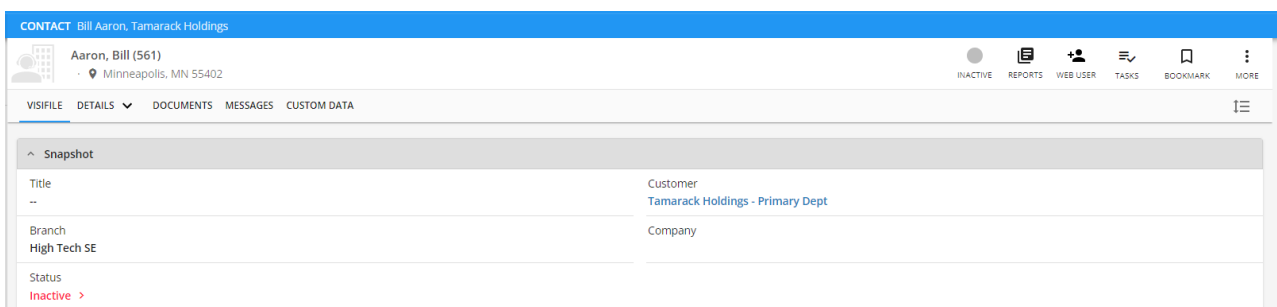 CONTACT Bill Aaron, Tamarack Holdings
Aaron, Bill (561)
· Minneapolis, MN 55402
INACTIVE REPORTS WEB USER TASKS BOOKMARK MORE
VISIFILE DETAILS DOCUMENTS MESSAGES CUSTOM DATA
Snapshot
Title
--
Customer
Tamarack Holdings - Primary Dept
Branch
High Tech SE
Company
Status
Inactive >